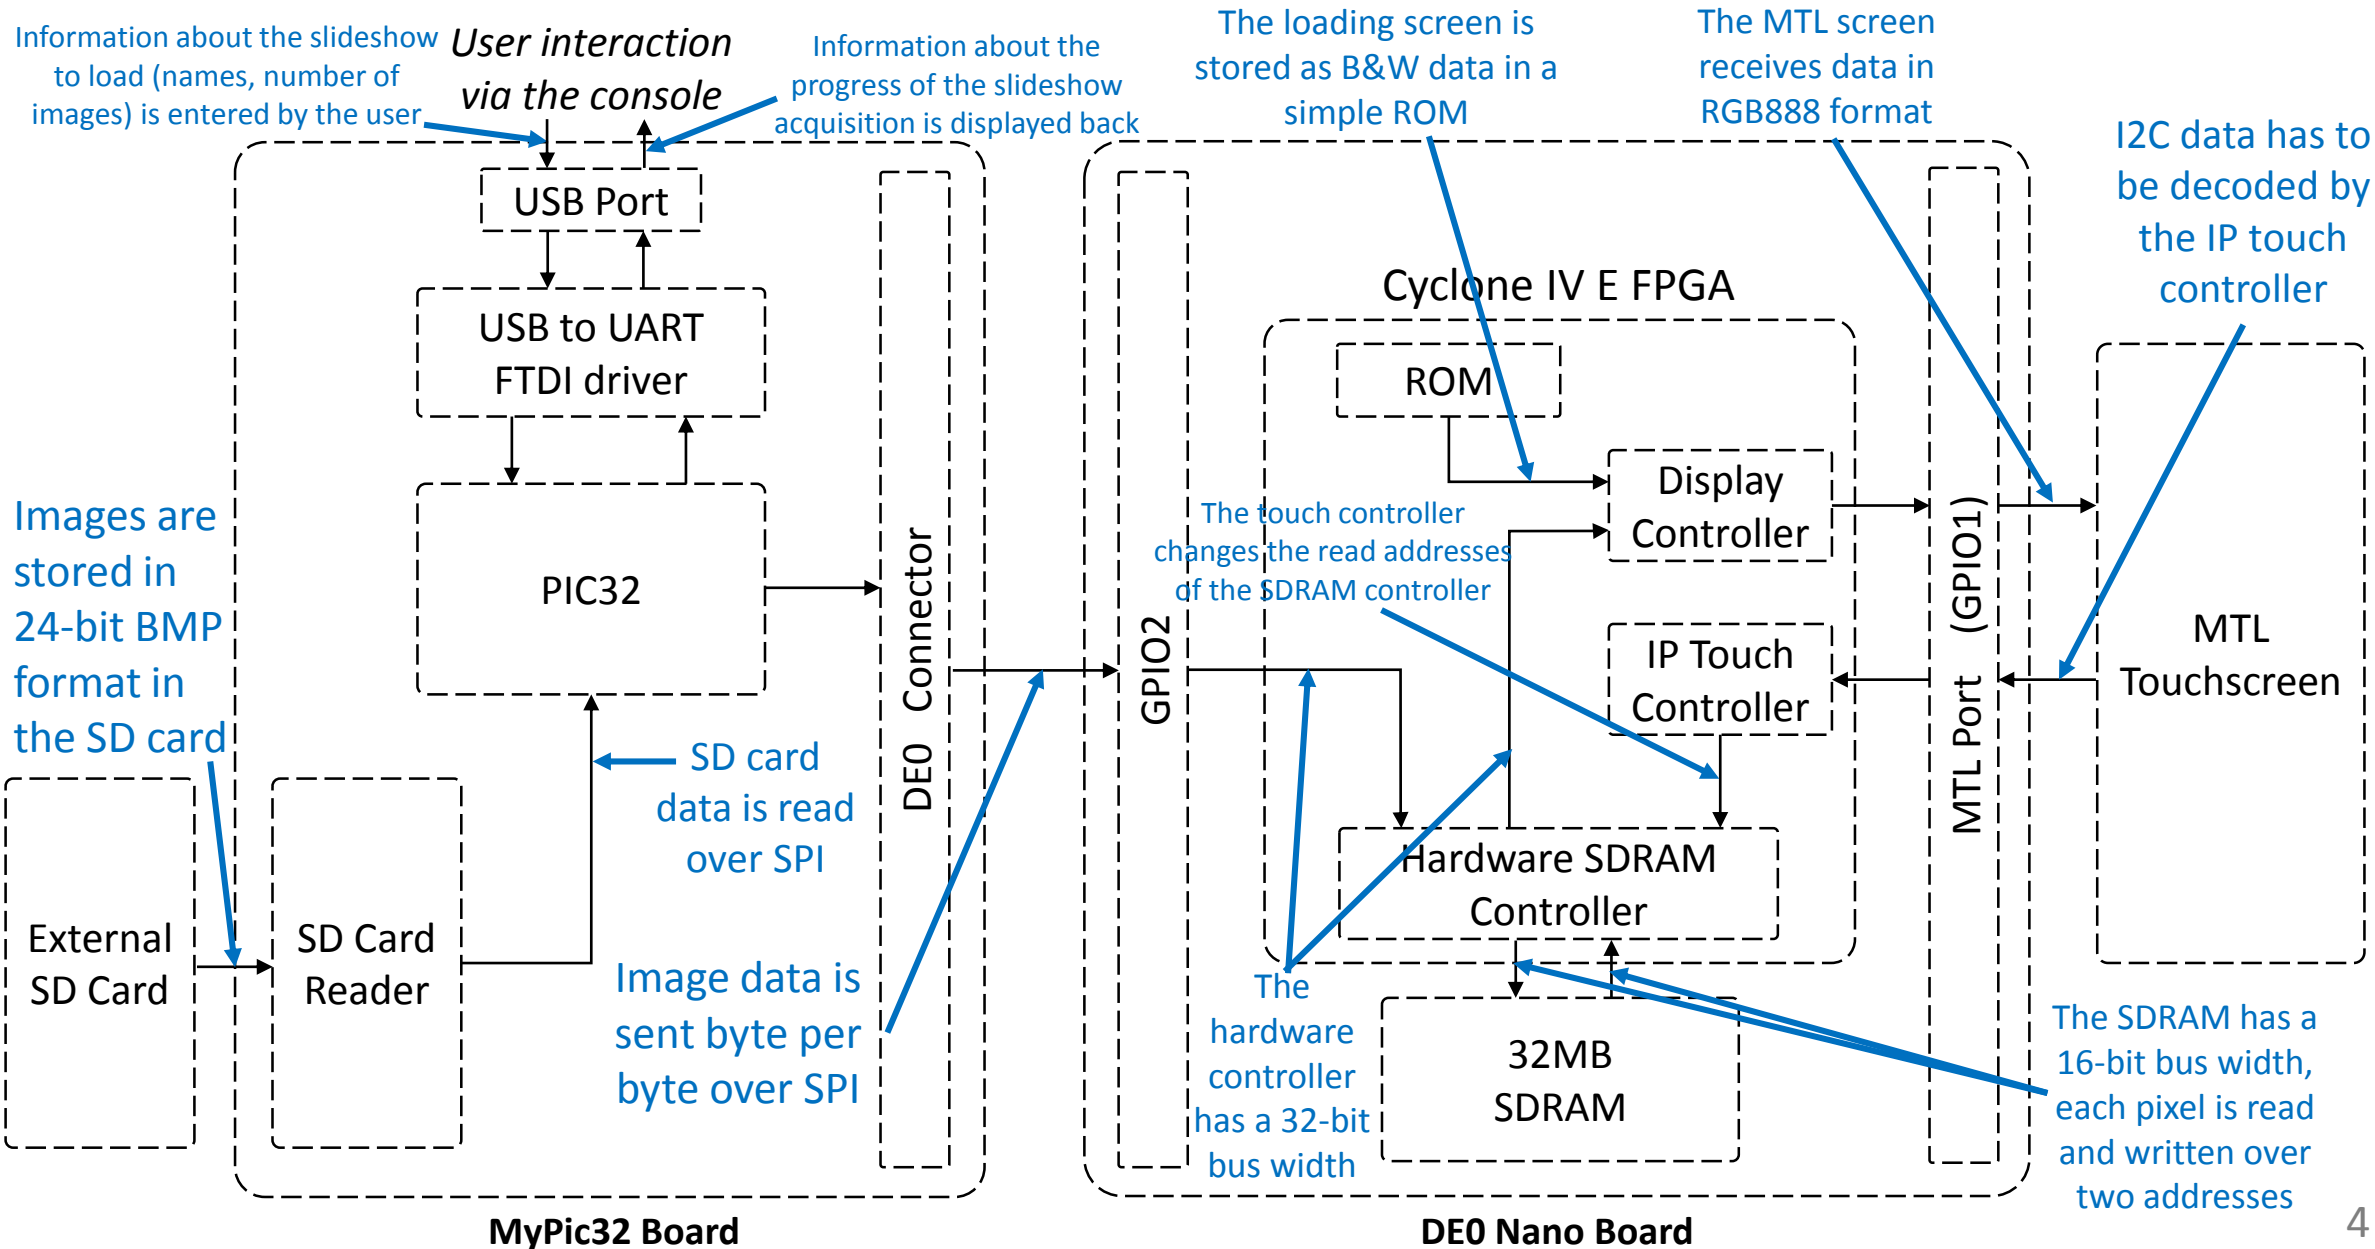 Information about the slideshow
to load (names, number of
images) is entered by the user
User interaction
via the console
Information about the
progress of the slideshow
acquisition is displayed back
The loading screen is
stored as B&W data in a
simple ROM
The MTL screen
receives data in
RGB888 format
I2C data has to
be decoded by
the IP touch
controller
USB Port
USB to UART
FTDI driver
PIC32
Images are
stored in
24-bit BMP
format in
the SD card
SD card
data is read
over SPI
External
SD Card
SD Card
Reader
Image data is
sent byte per
byte over SPI
DE0 Connector
MyPic32 Board
GPIO2
Cyclone IV E FPGA
ROM
Display
Controller
The touch controller
changes the read addresses
of the SDRAM controller
IP Touch
Controller
Hardware SDRAM
Controller
The
hardware
controller
has a 32-bit
bus width
32MB
SDRAM
MTL Port (GPIO1)
MTL
Touchscreen
The SDRAM has a
16-bit bus width,
each pixel is read
and written over
two addresses
DE0 Nano Board
4